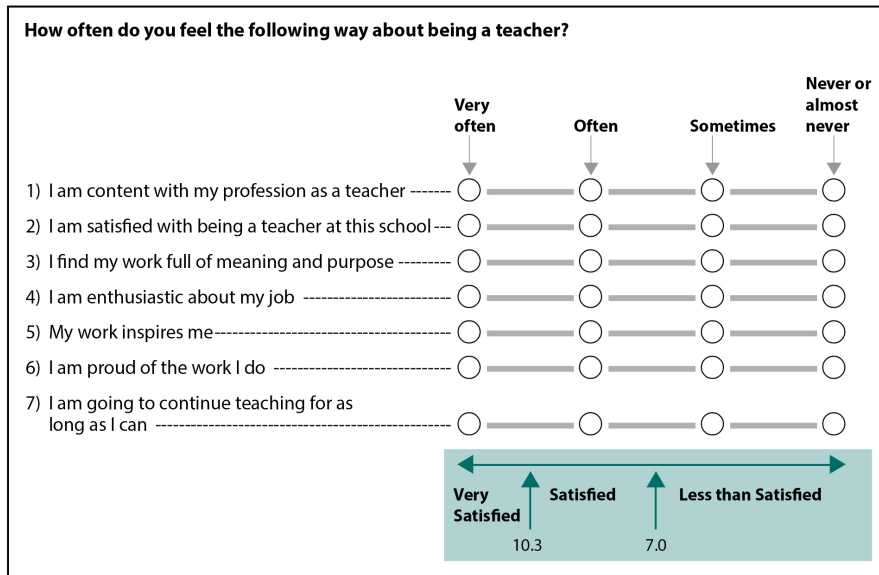 How often do you feel the following way about being a teacher?
Never or
Very almost
often Often Sometimes never
1) I am content with my profession as a teacher
2) I am satisfied with being a teacher at this school
3) I find my work full of meaning and purpose
4) I am enthusiastic about my job
5) My work inspires me
6) I am proud of the work I do
7) I am going to continue teaching for as
long as I can
Very Satisfied Less than Satisfied
Satisfied
10.3 7.0